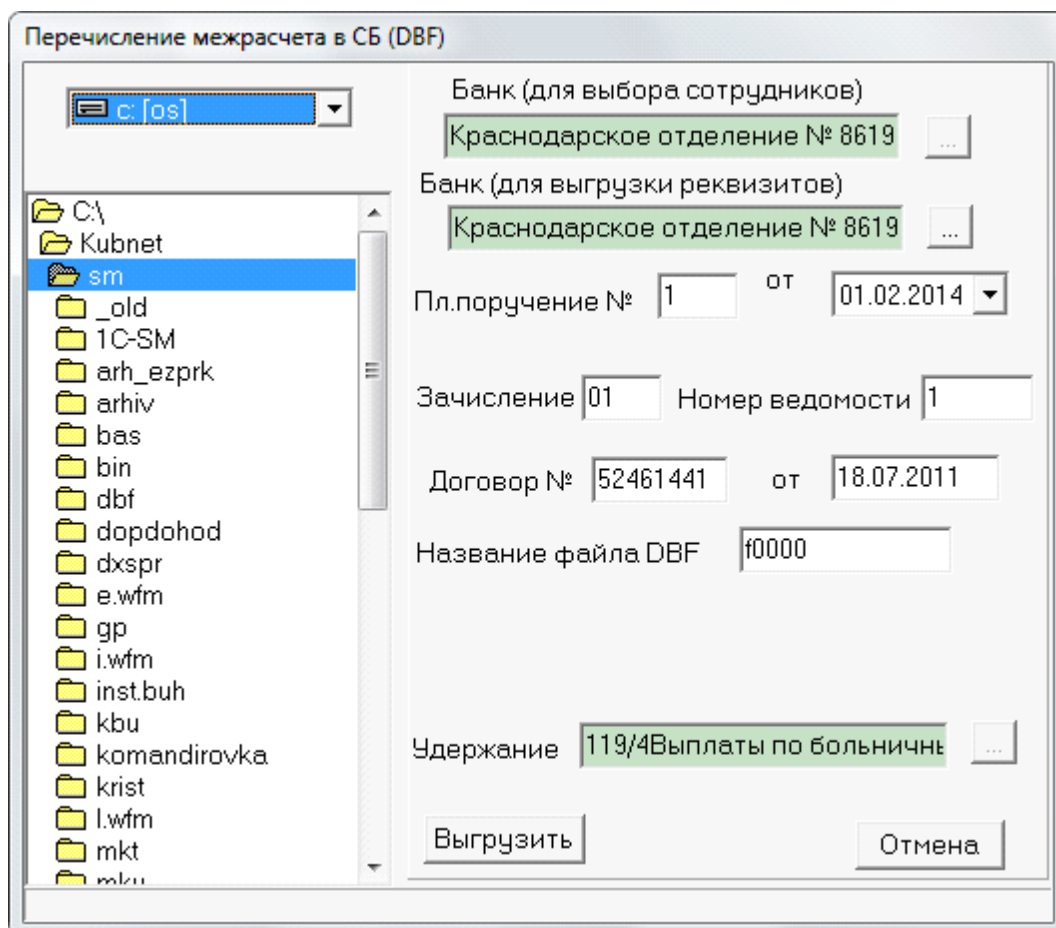 Перечисление межрасчета в СБ (DBF)
c: [os]
C:\
Kubnet
sm
_old
1C-SM
arh_ezprk
arhiv
bas
bin
dbf
dopdohod
dxspr
e.wfm
gp
i.wfm
inst.buh
kbu
komandirovka
krist
l.wfm
mkt
mku
Банк (для выбора сотрудников)
Краснодарское отделение № 8619 ...
Банк (для выгрузки реквизитов)
Краснодарское отделение № 8619 ...
Пл.поручение № 1 от 01.02.2014
Зачисление 01 Номер ведомости 1
Договор № 52461441 от 18.07.2011
Название файла DBF f0000
Удержание 119/4Выплаты по больничны ...
Выгрузить Отмена